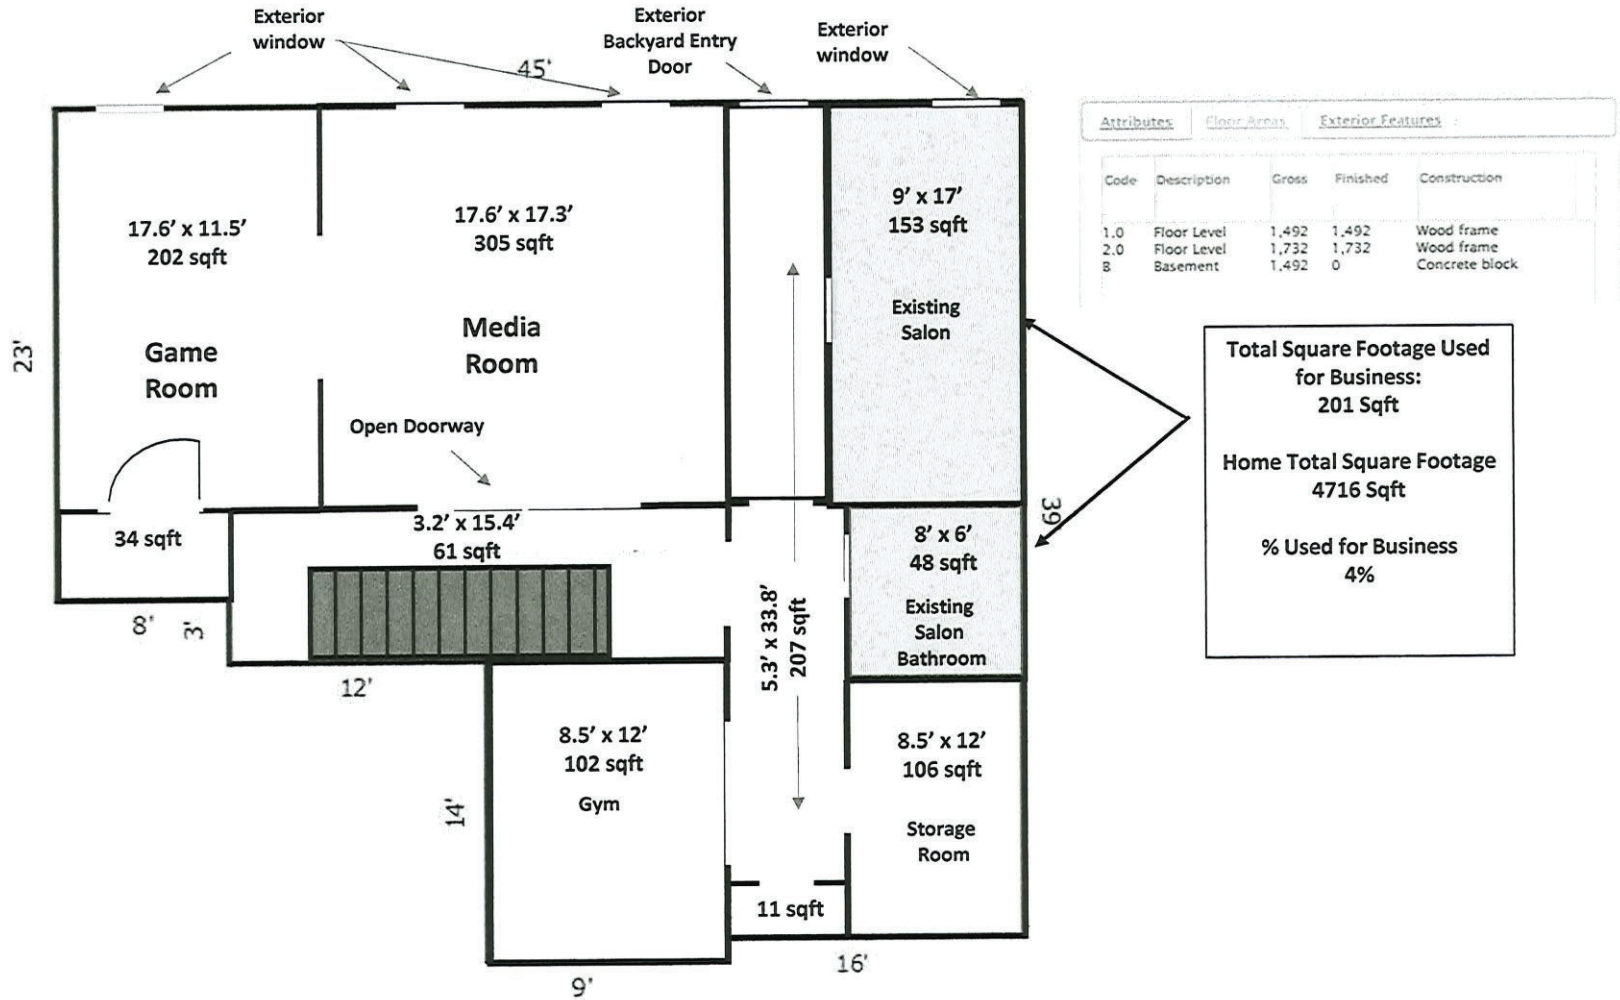 Exterior
window
Exterior
Backyard Entry
Door
Exterior
window
45'
Attributes
Floor Areas
Exterior Features
Code Description Gross Finished Construction
1.0 Floor Level 1,492 1,492 Wood frame
2.0 Floor Level 1,732 1,732 Wood frame
B Basement 1,492 0 Concrete block
17.6' x 11.5'
202 sqft
Game
Room
17.6' x 17.3'
305 sqft
Media
Room
9' x 17'
153 sqft
Existing
Salon
23'
Open Doorway
Total Square Footage Used
for Business:
201 Sqft
Home Total Square Footage
4716 Sqft
% Used for Business
4%
34 sqft
3.2' x 15.4'
61 sqft
8' x 6'
48 sqft
Existing
Salon
Bathroom
39'
8'
3'
12'
5.3' x 33.8'
207 sqft
8.5' x 12'
102 sqft
Gym
8.5' x 12'
106 sqft
Storage
Room
14'
11 sqft
16'
9'